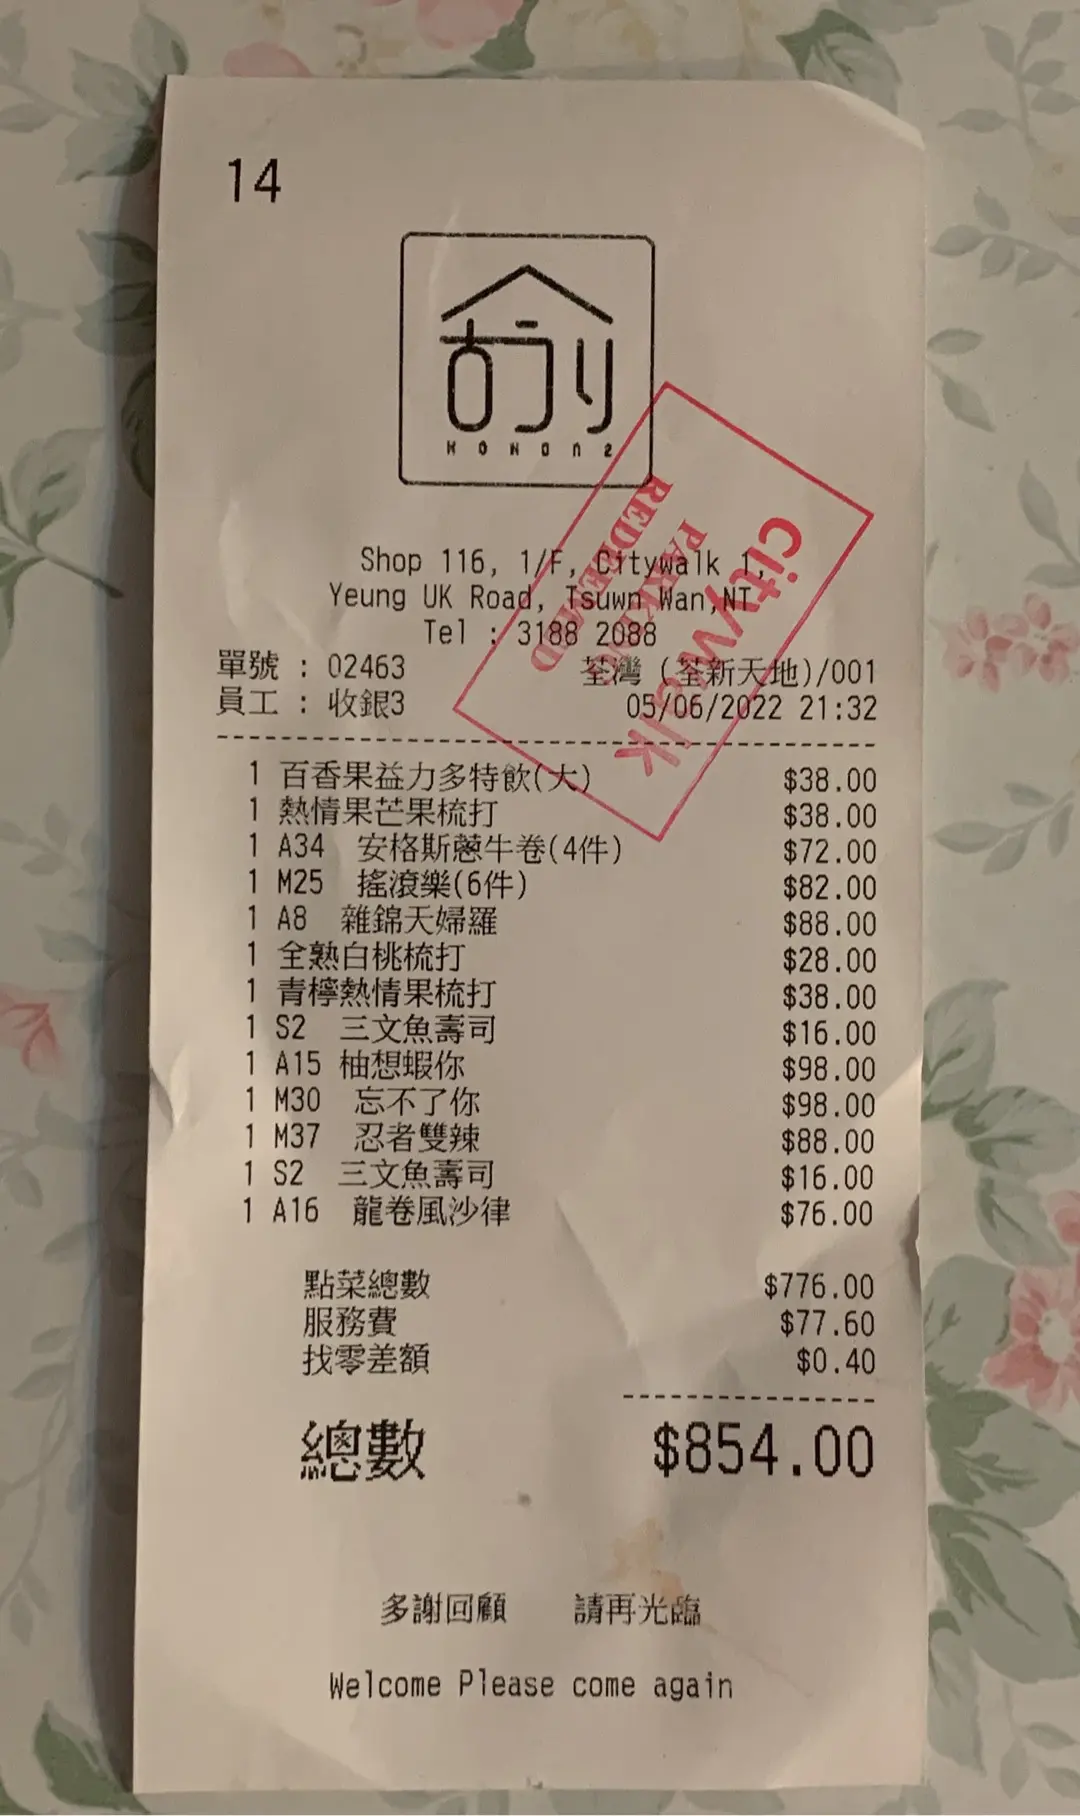 14
KOKON2
Shop 116, 1/F, Citywalk 1,
Yeung UK Road, Tsuwn Wan,NT
Tel : 3188 2088
單號 : 02463 荃灣 (荃新天地)/001
員工 : 收銀3 05/06/2022 21:32
citywalk
PARKING
REDEEMED
1 百香果益力多特飲(大) $38.00
1 熱情果芒果梳打 $38.00
1 A34 安格斯蔥牛卷(4件) $72.00
1 M25 搖滾樂(6件) $82.00
1 A8 雜錦天婦羅 $88.00
1 全熟白桃梳打 $28.00
1 青檸熱情果梳打 $38.00
1 S2 三文魚壽司 $16.00
1 A15 柚想蝦你 $98.00
1 M30 忘不了你 $98.00
1 M37 忍者雙辣 $88.00
1 S2 三文魚壽司 $16.00
1 A16 龍卷風沙律 $76.00
點菜總數 $776.00
服務費 $77.60
找零差額 $0.40
總數 $854.00
多謝回顧 請再光臨
Welcome Please come again